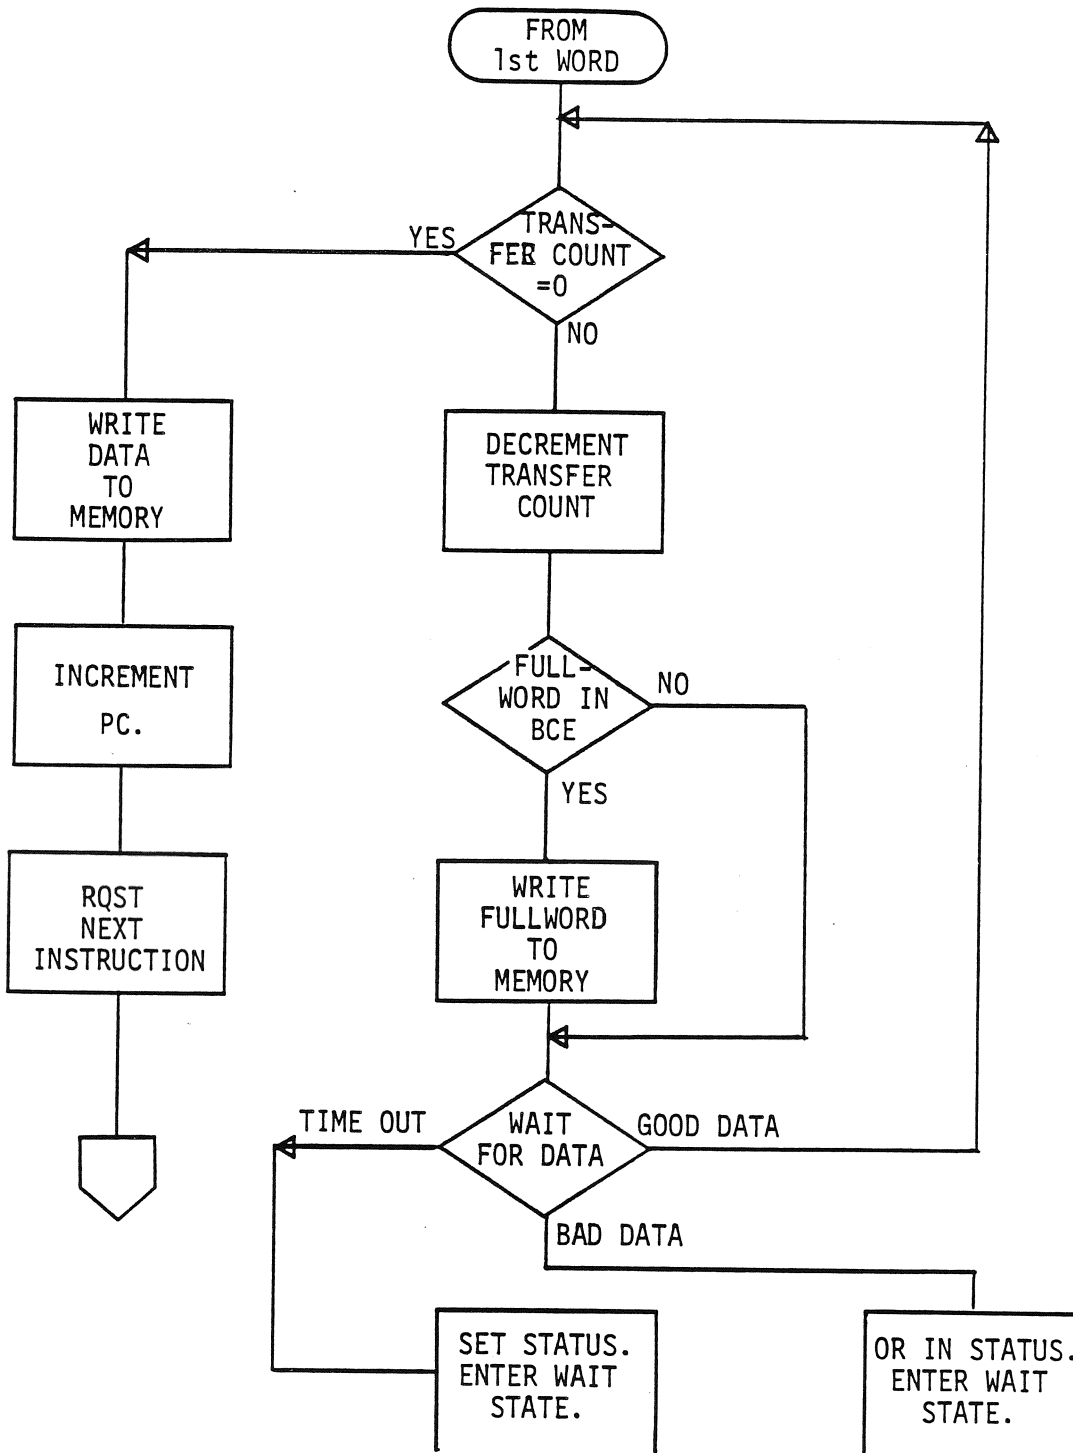 FROM
1st WORD
YES
TRANS-
FER COUNT
=0
NO
WRITE
DATA
TO
MEMORY
DECREMENT
TRANSFER
COUNT
INCREMENT
PC.
FULL-
WORD IN
BCE
NO
YES
RQST
NEXT
INSTRUCTION
WRITE
FULLWORD
TO
MEMORY
TIME OUT
WAIT
FOR DATA
GOOD DATA
BAD DATA
SET STATUS.
ENTER WAIT
STATE.
OR IN STATUS.
ENTER WAIT
STATE.